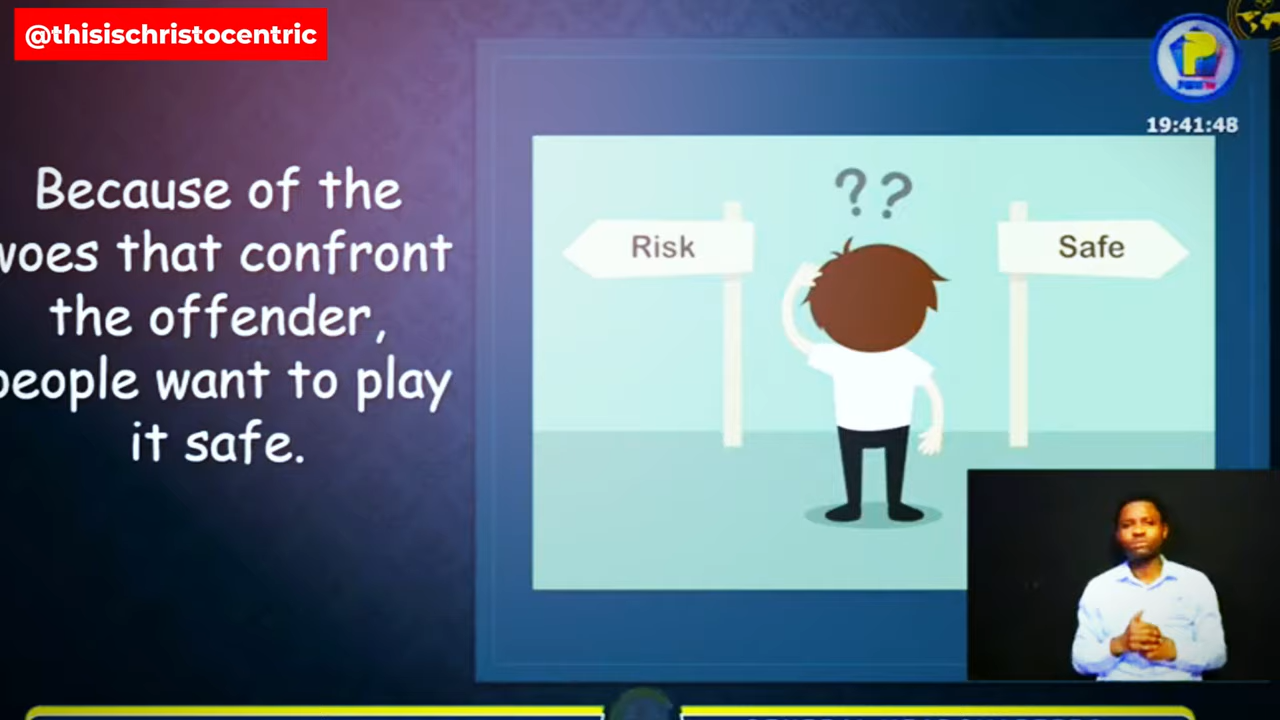 @thisischristocentric
P
19:41:48
Because of the
woes that confront
the offender,
people want to play
it safe.
??
Risk
Safe